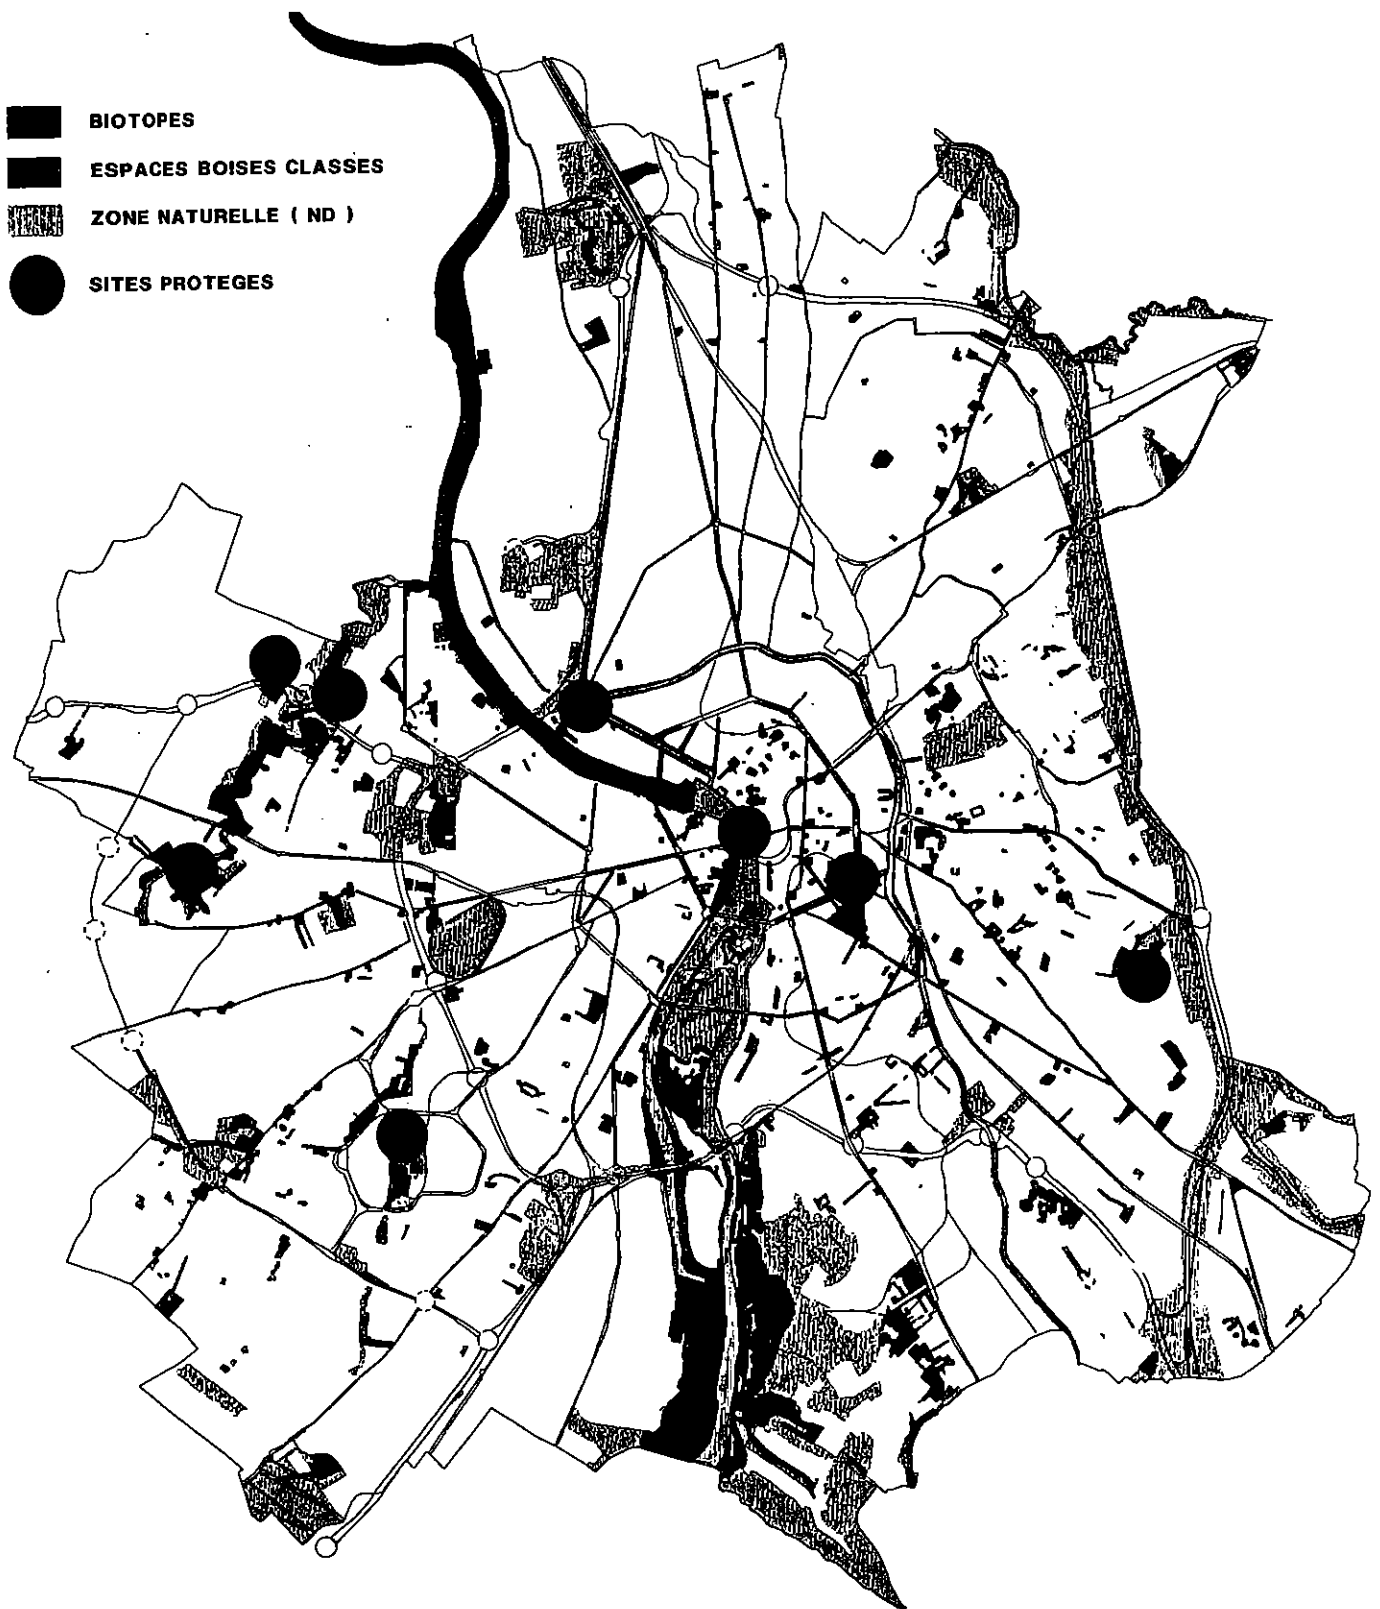 BIOTOPES
ESPACES BOISES CLASSES
ZONE NATURELLE ( ND )
SITES PROTEGES